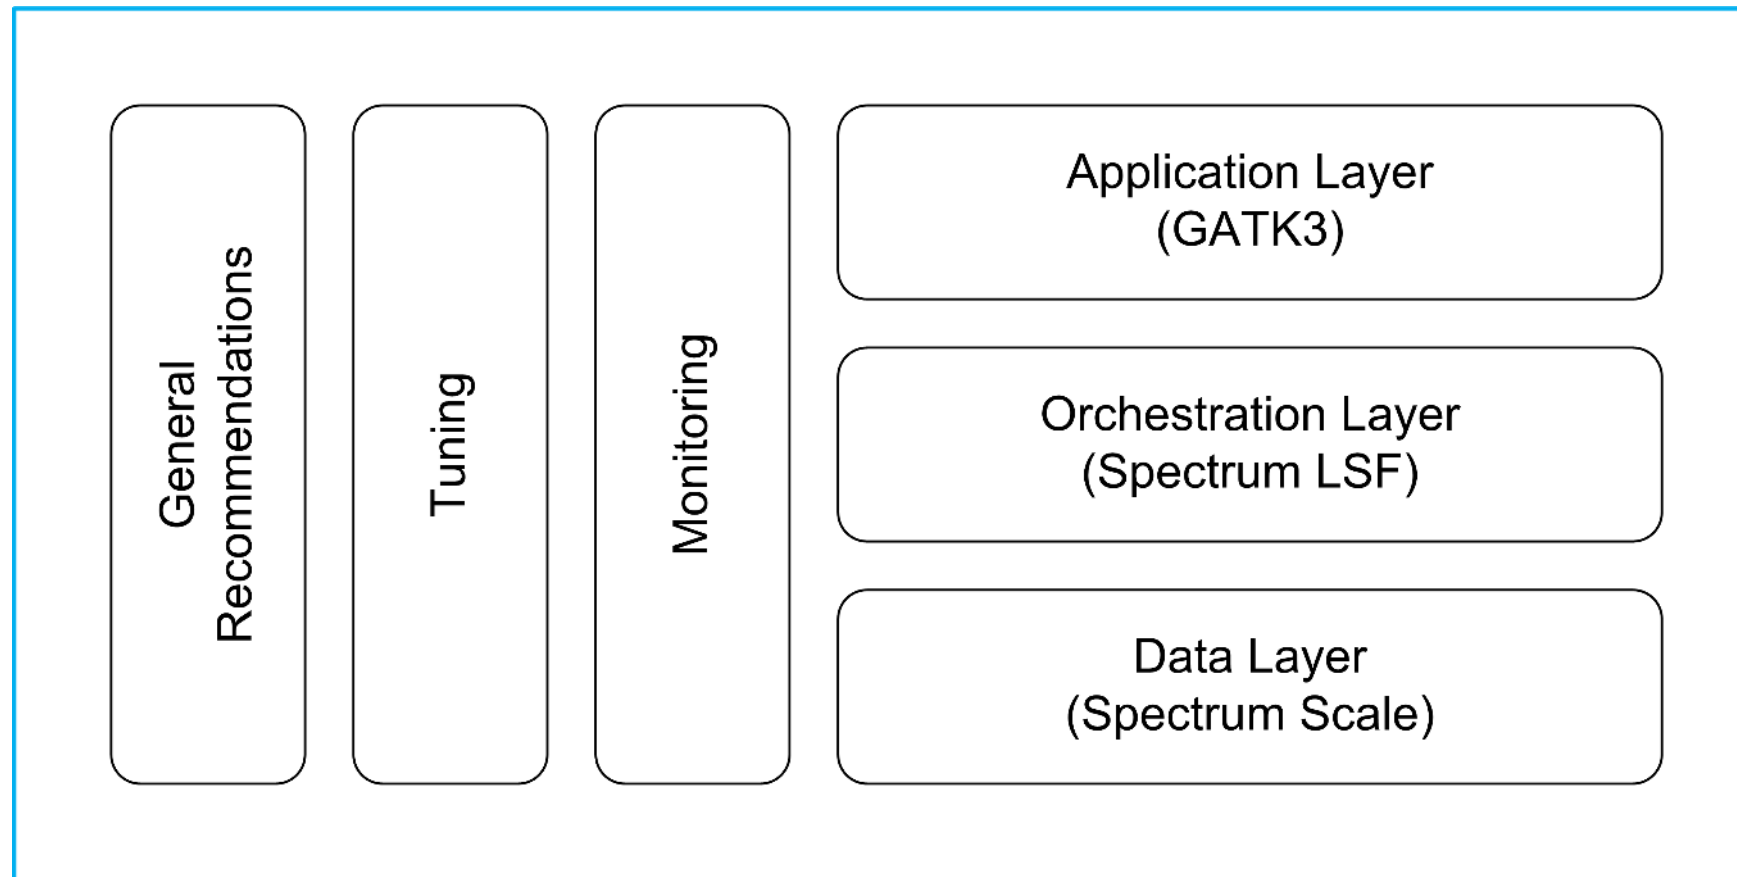 General
Recommendations
Tuning
Monitoring
Application Layer
(GATK3)
Orchestration Layer
(Spectrum LSF)
Data Layer
(Spectrum Scale)